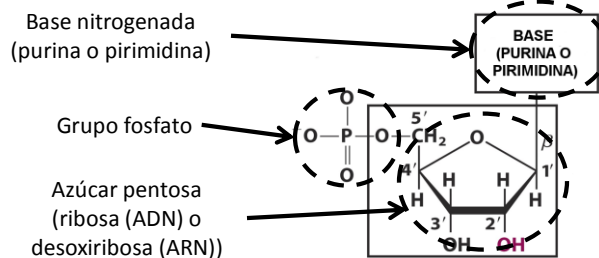 Base nitrogenada
(purina o pirimidina)
BASE
(PURINA O
PIRIMIDINA)
Grupo fosfato
O
O P O 5′ CH2 O β
O
4′ H H 1′
H 3′ 2′ H
OH OH
Azúcar pentosa
(ribosa (ADN) o
desoxiribosa (ARN))